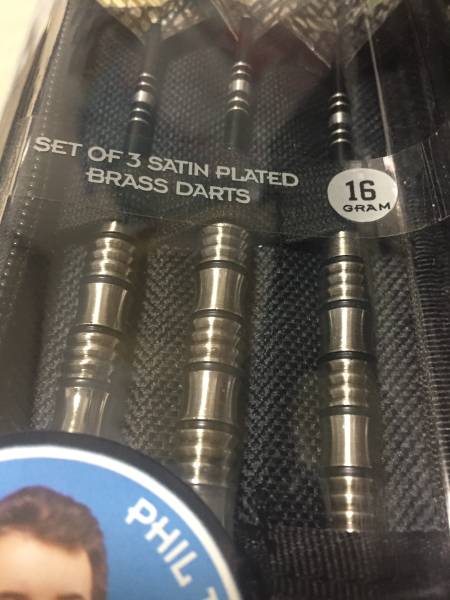 SET OF 3 SATIN PLATED
BRASS DARTS
16
GRAM
PHIL